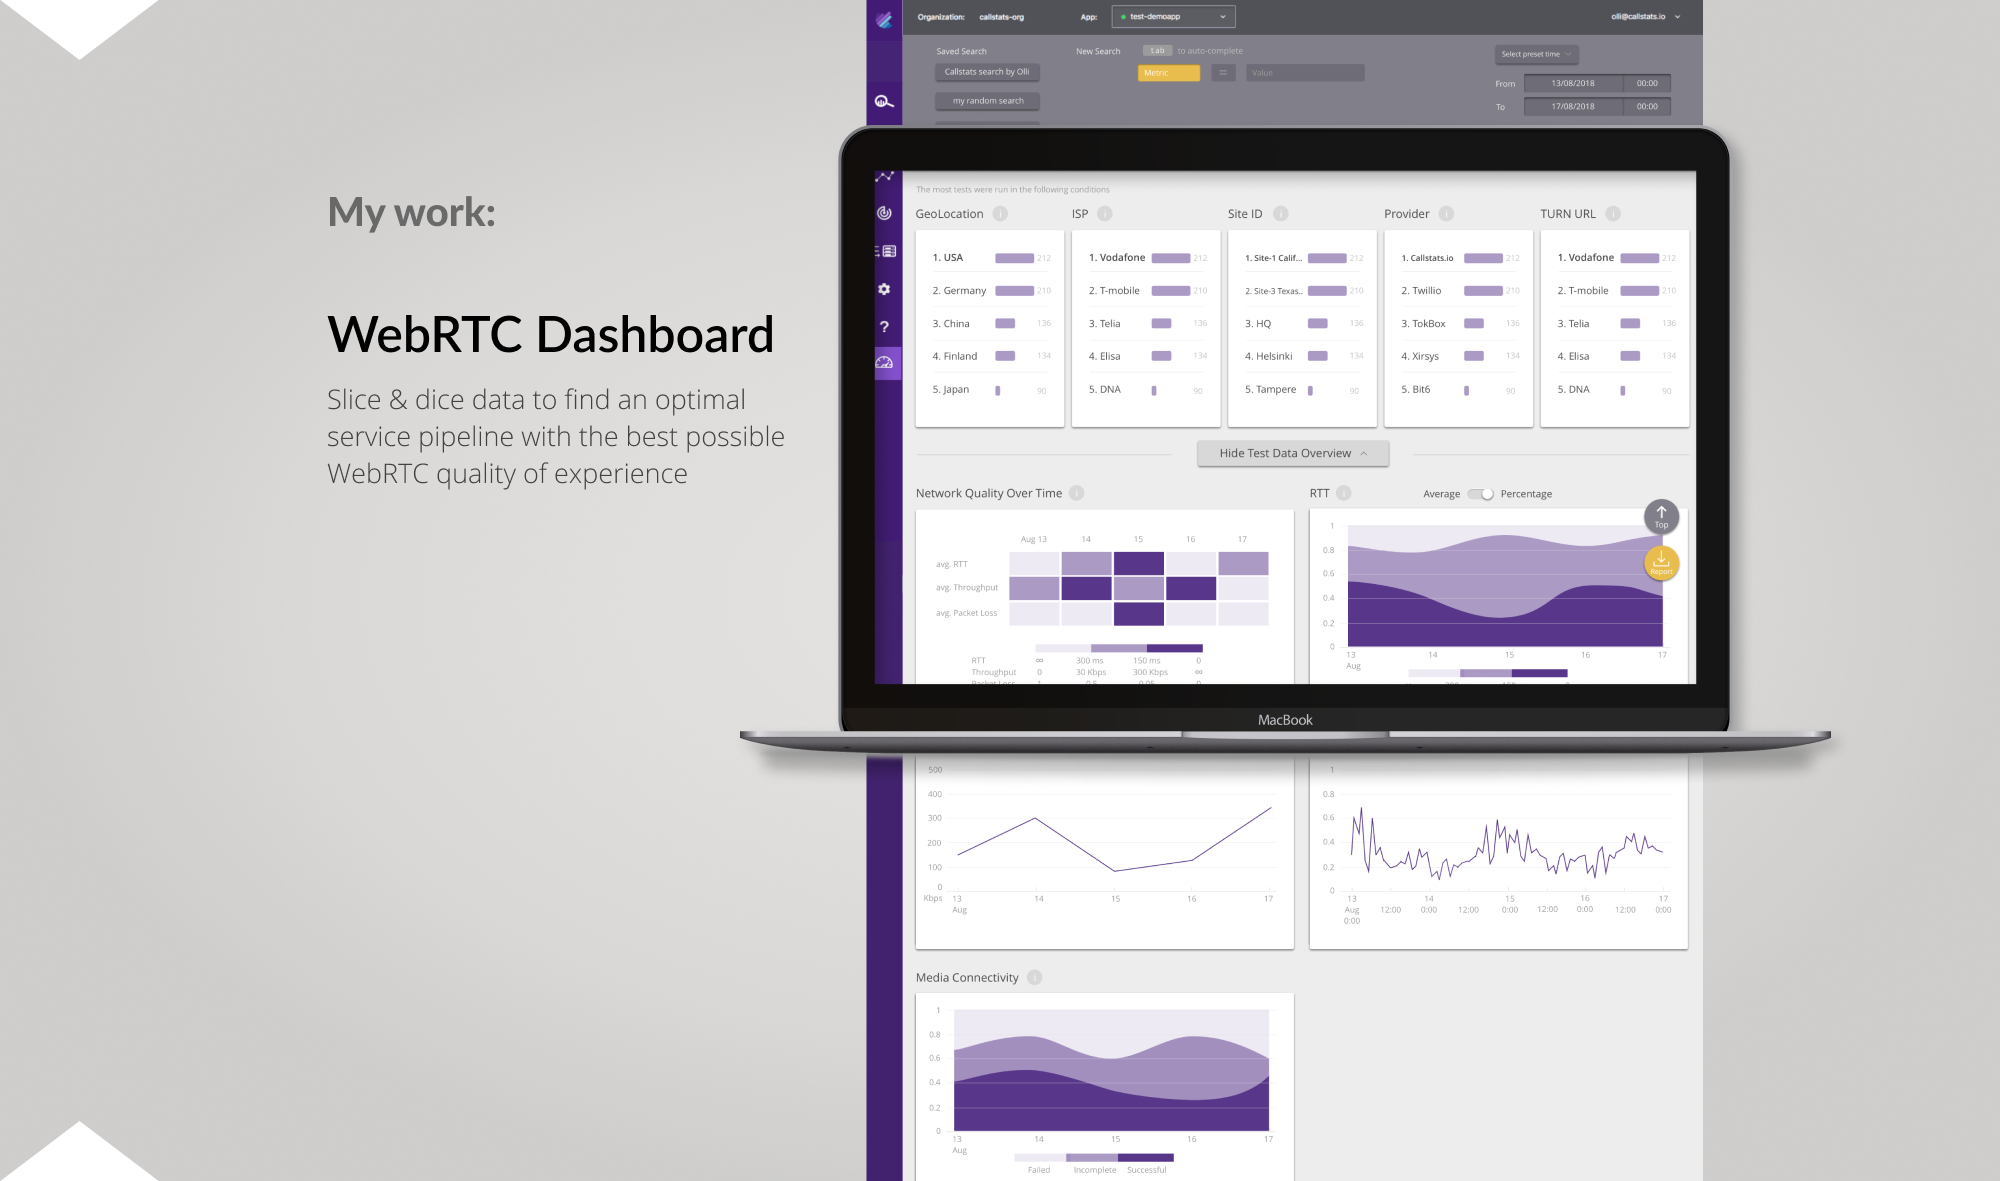 My work:
WebRTC Dashboard
Slice & dice data to find an optimal
service pipeline with the best possible
WebRTC quality of experience
Organization: callstats-org App: test-demoapp olli@callstats.io
Saved Search New Search Tab to auto-complete Select preset time
Callstats search by Olli Metric = Value
From 13/08/2018 00:00
my random search
To 17/08/2018 00:00
The most tests were run in the following conditions
GeoLocation i ISP i Site ID i Provider i TURN URL i
1. USA 212 1. Vodafone 212 1. Site-1 Calif... 212 1. Callstats.io 212 1. Vodafone 212
2. Germany 210 2. T-mobile 210 2. Site-3 Texas.. 210 2. Twillio 210 2. T-mobile 210
3. China 136 3. Telia 136 3. HQ 136 3. TokBox 136 3. Telia 136
4. Finland 134 4. Elisa 134 4. Helsinki 134 4. Xirsys 134 4. Elisa 134
5. Japan 90 5. DNA 90 5. Tampere 90 5. Bit6 90 5. DNA 90
?
Hide Test Data Overview
Network Quality Over Time i
Aug 13 14 15 16 17
avg. RTT
avg. Throughput
avg. Packet Loss
RTT ∞ 300 ms 150 ms 0
Throughput 0 30 Kbps 300 Kbps ∞
Packet Loss 1 0.5 0.05 0
RTT i Average Percentage
Top
Report
1
0.8
0.6
0.4
0.2
0
13 14 15 16 17
Aug
MacBook
500
400
300
200
100
0
Kbps 13 14 15 16 17
Aug
1
0.8
0.6
0.4
0.2
0
13 14 15 16 17
Aug 12:00 0:00 12:00 0:00 12:00 0:00 12:00 0:00
0:00
Media Connectivity i
1
0.8
0.6
0.4
0.2
0
13 14 15 16 17
Aug
Failed Incomplete Successful